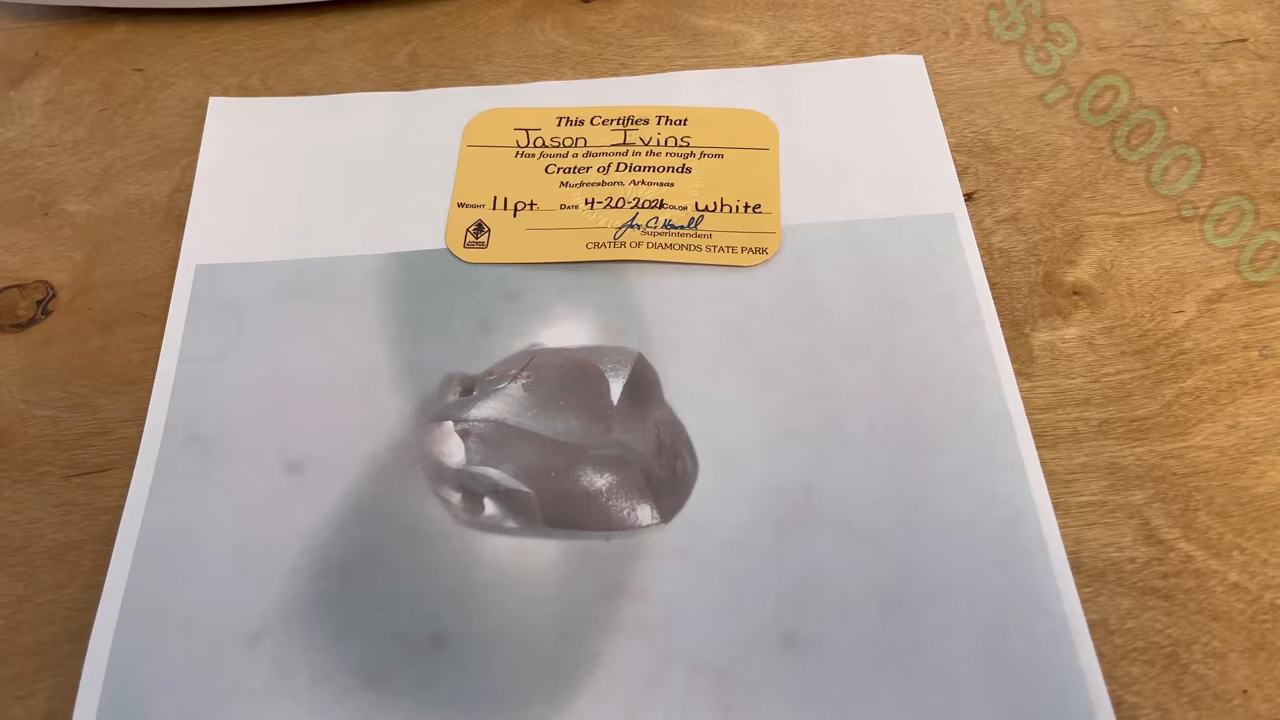 $3,000.00
This Certifies That
Jason Ivins
Has found a diamond in the rough from
Crater of Diamonds
Murfreesboro, Arkansas
WEIGHT 11pt. DATE 4-20-2021 COLOR White
Superintendent
CRATER OF DIAMONDS STATE PARK